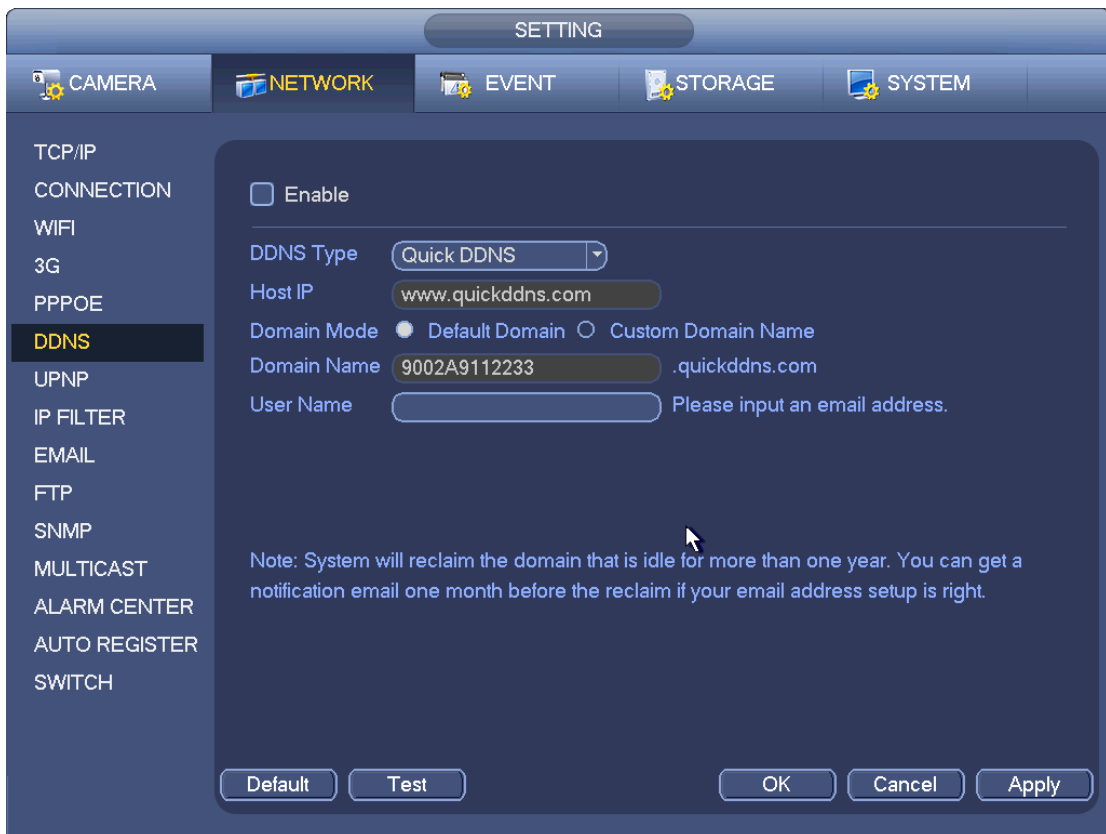 SETTING
CAMERA NETWORK EVENT STORAGE SYSTEM
TCP/IP
CONNECTION
WIFI
3G
PPPOE
DDNS
UPNP
IP FILTER
EMAIL
FTP
SNMP
MULTICAST
ALARM CENTER
AUTO REGISTER
SWITCH
Enable
DDNS Type Quick DDNS
Host IP www.quickddns.com
Domain Mode Default Domain Custom Domain Name
Domain Name 9002A9112233 .quickddns.com
User Name Please input an email address.
Note: System will reclaim the domain that is idle for more than one year. You can get a
notification email one month before the reclaim if your email address setup is right.
Default Test OK Cancel Apply